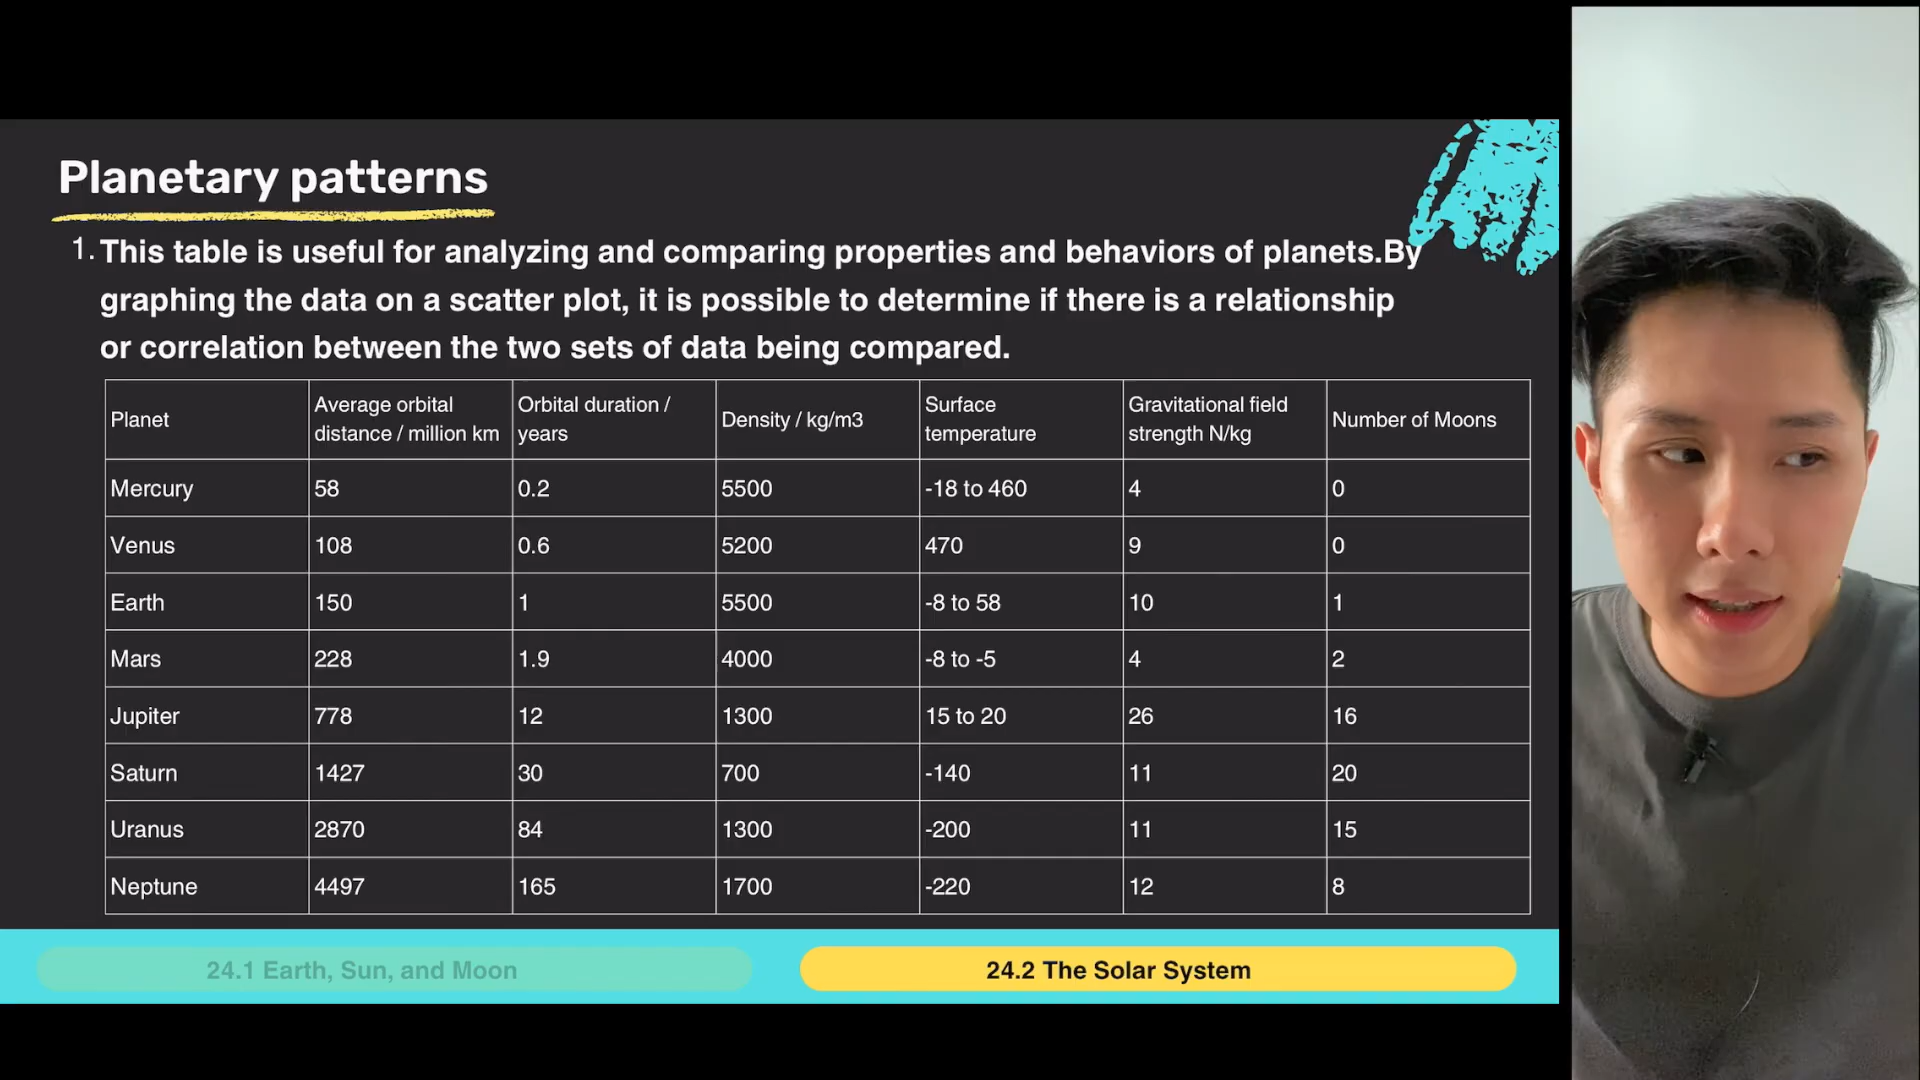 Planetary patterns
1. This table is useful for analyzing and comparing properties and behaviors of planets.By
graphing the data on a scatter plot, it is possible to determine if there is a relationship
or correlation between the two sets of data being compared.
Planet Average orbital distance / million km Orbital duration / years Density / kg/m3 Surface temperature Gravitational field strength N/kg Number of Moons
Mercury 58 0.2 5500 -18 to 460 4 0
Venus 108 0.6 5200 470 9 0
Earth 150 1 5500 -8 to 58 10 1
Mars 228 1.9 4000 -8 to -5 4 2
Jupiter 778 12 1300 15 to 20 26 16
Saturn 1427 30 700 -140 11 20
Uranus 2870 84 1300 -200 11 15
Neptune 4497 165 1700 -220 12 8
24.1 Earth, Sun, and Moon 24.2 The Solar System